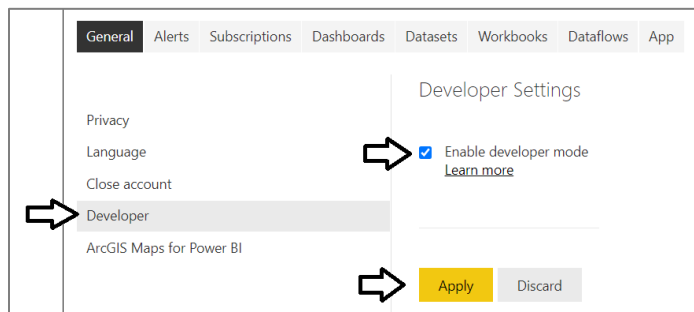 General Alerts Subscriptions Dashboards Datasets Workbooks Dataflows App
Developer Settings
Privacy
Language
Close account
Developer
ArcGIS Maps for Power BI
Enable developer mode
Learn more
Apply Discard